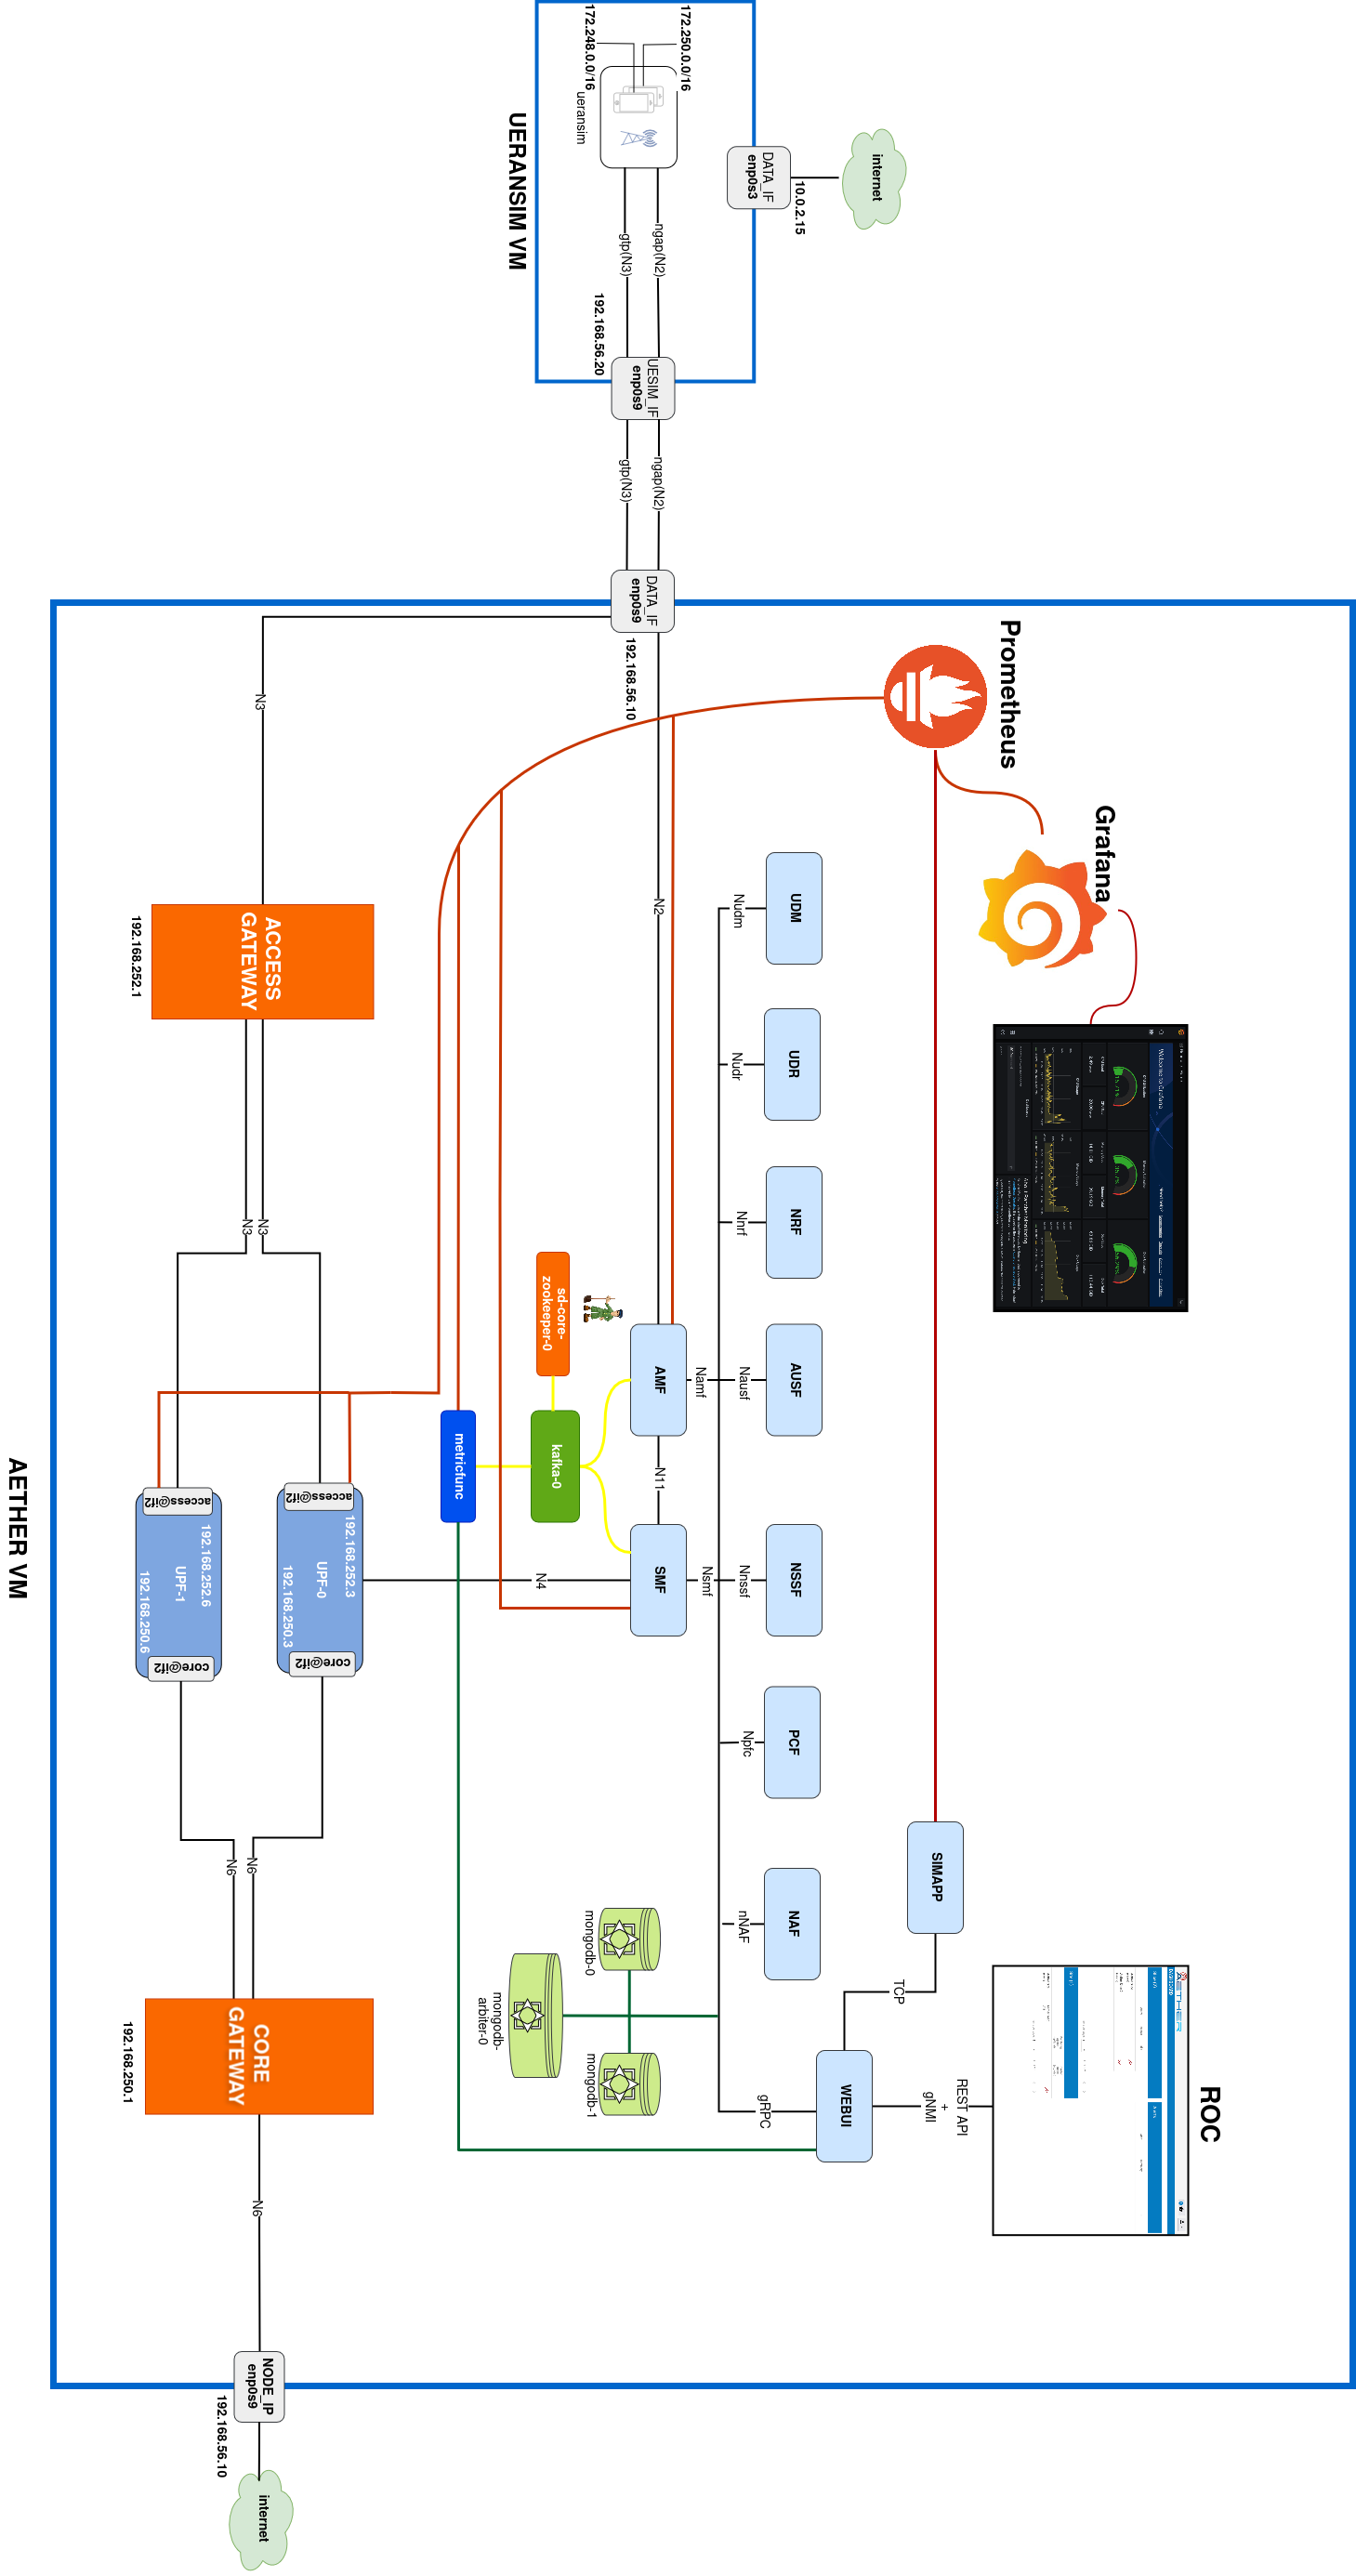 ROC
Prometheus
Grafana
REST API
+
gNMI
SIMAPP
TCP
WEBUI
gRPC
internet
10.0.2.15
DATA_IF
enp0s3
172.250.0.0/16
172.248.0.0/16
ueransim
ngap(N2)
gtp(N3)
192.168.56.20
UESIM_IF
enp0s9
UERANSIM VM
ngap(N2)
gtp(N3)
DATA_IF
enp0s9
192.168.56.10
UDM
UDR
NRF
AUSF
NSSF
PCF
NAF
Nudm
Nudr
Nnrf
Nausf
Nnssf
Npfc
nNAF
Namf
Nsmf
N2
AMF
N11
SMF
sd-core-
zookeeper-0
kafka-0
metricfunc
N4
mongodb-0
mongodb-1
mongodb-
arbiter-0
N3
ACCESS
GATEWAY
192.168.252.1
N3
N3
access@if2
192.168.252.3
UPF-0
192.168.250.3
core@if2
access@if2
192.168.252.6
UPF-1
192.168.250.6
core@if2
N6
N6
CORE
GATEWAY
192.168.250.1
N6
NODE_IP
enp0s9
192.168.56.10
internet
AETHER VM
AETHER
Welcome to Grafana